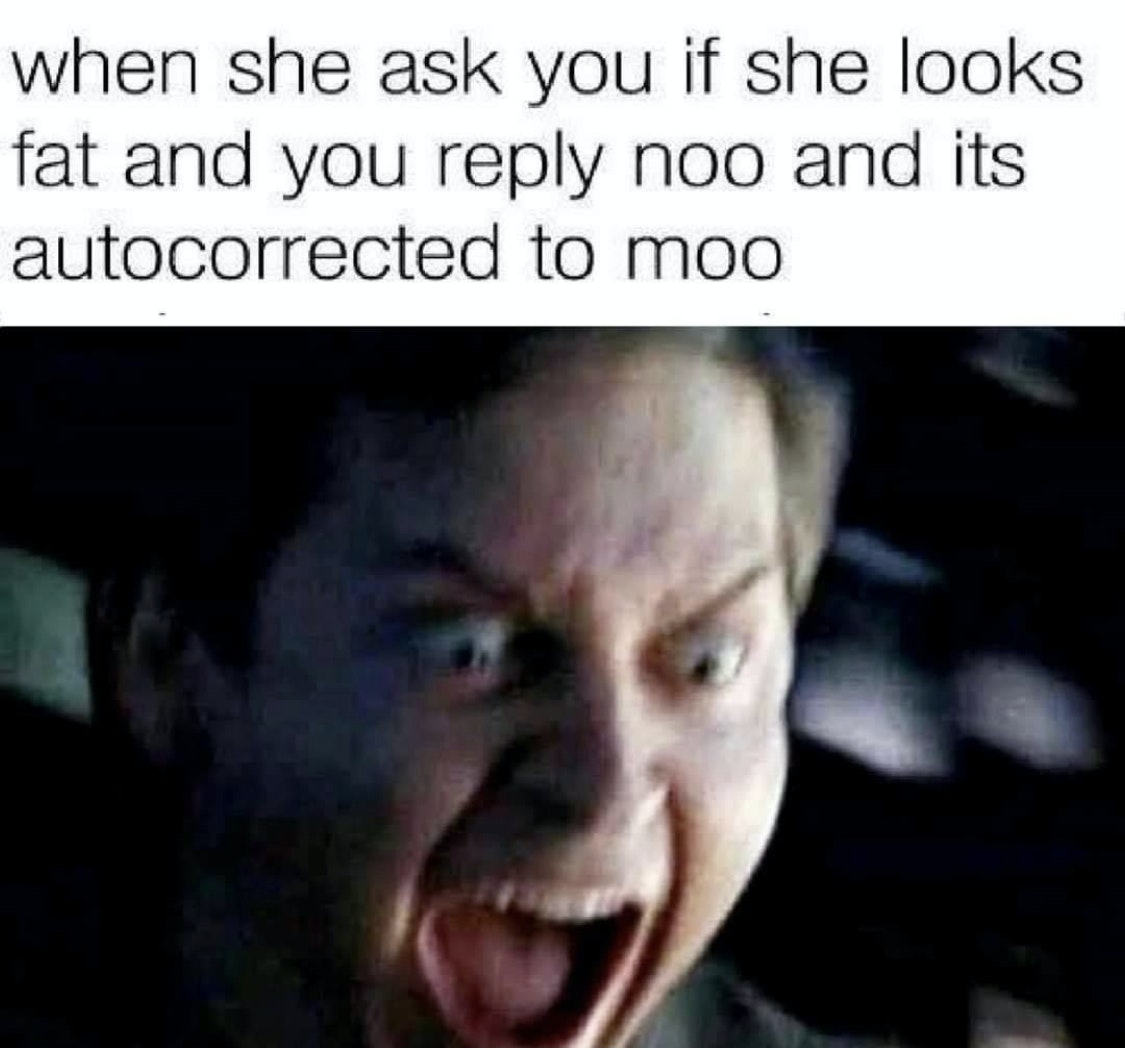 when she ask you if she looks
fat and you reply noo and its
autocorrected to moo